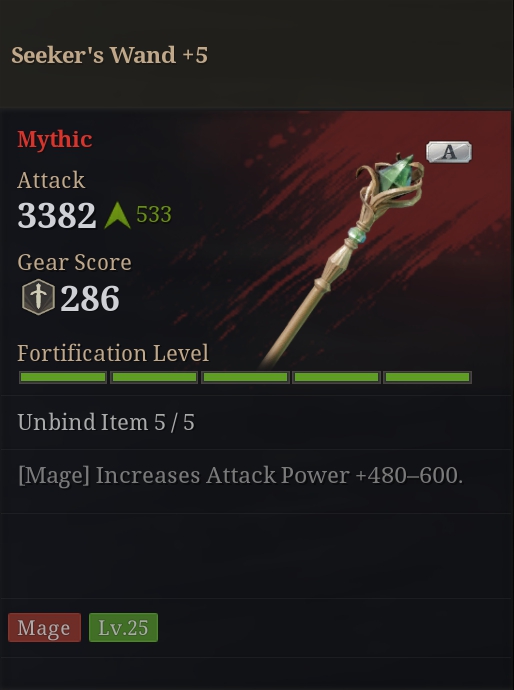 Seeker's Wand +5
Mythic
A
Attack
3382 533
Gear Score
286
Fortification Level
Unbind Item 5 / 5
[Mage] Increases Attack Power +480–600.
Mage Lv.25